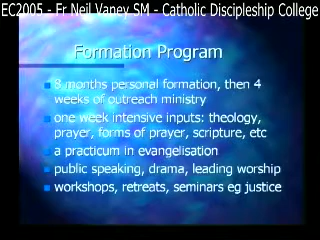 EC2005 - Fr Neil Vaney SM - Catholic Discipleship College
Formation Program
8 months personal formation, then 4
weeks of outreach ministry
one week intensive inputs: theology,
prayer, forms of prayer, scripture, etc
a practicum in evangelisation
public speaking, drama, leading worship
workshops, retreats, seminars eg justice